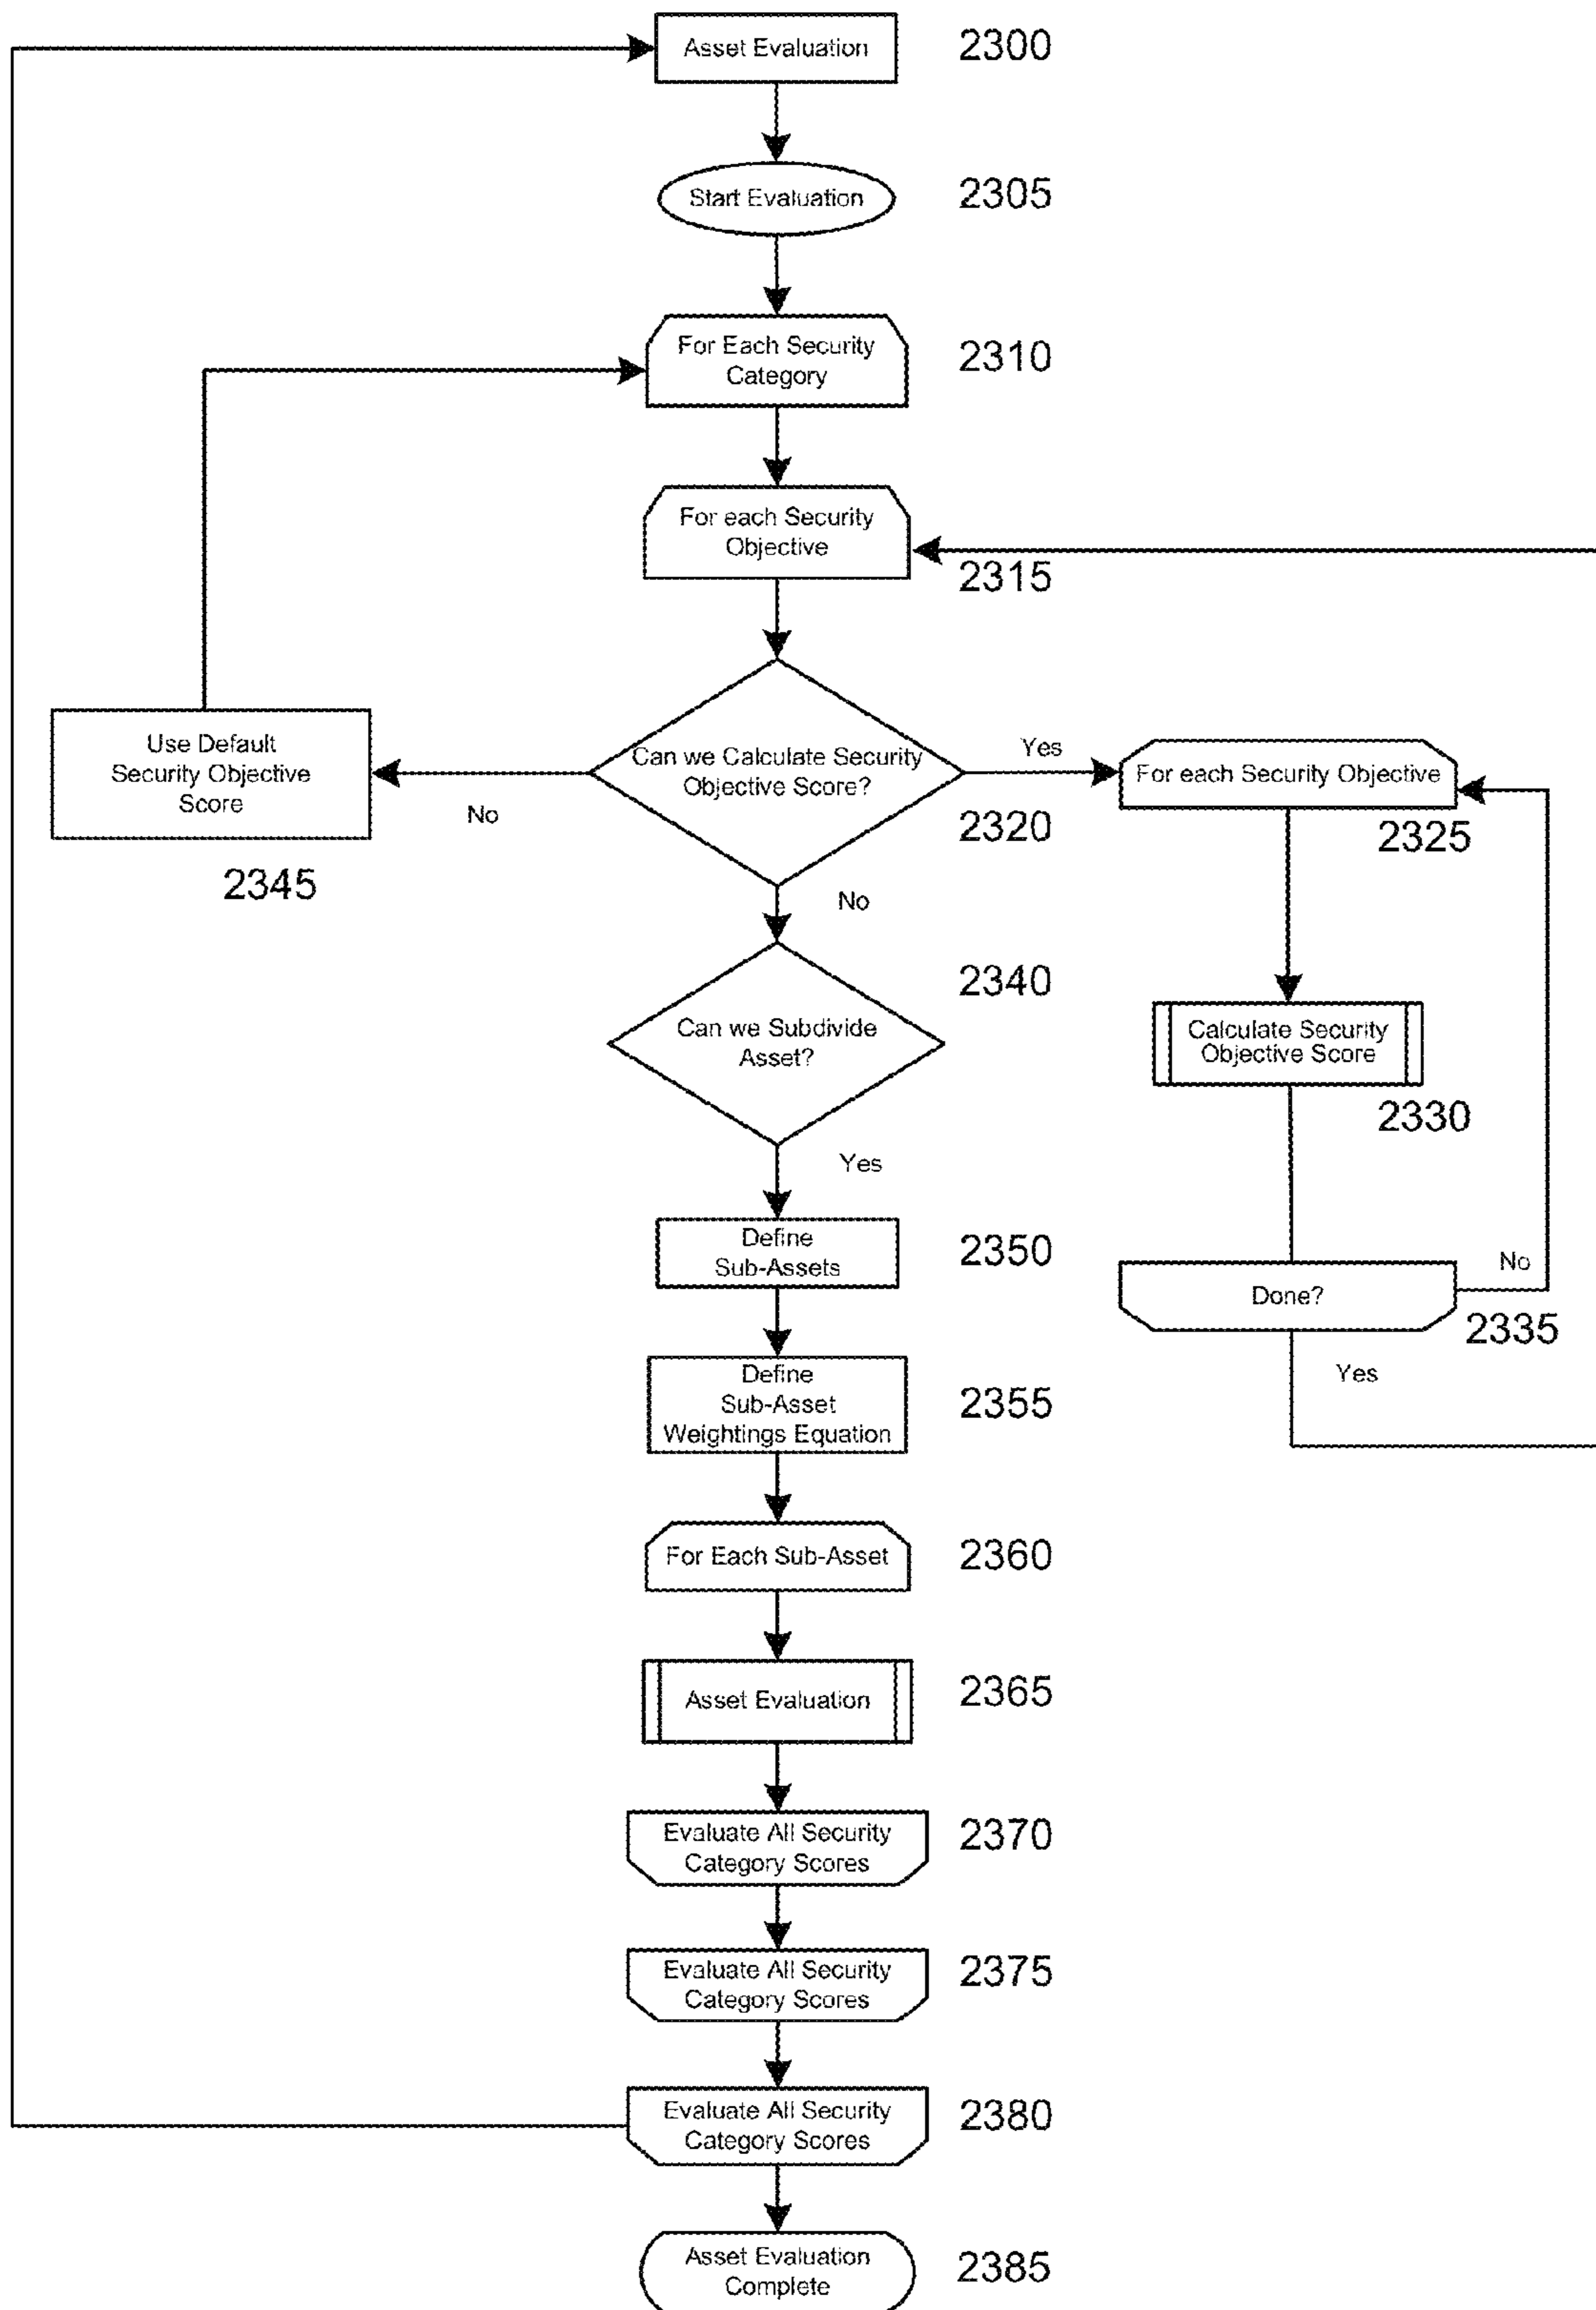 Asset Evaluation
2300
Start Evaluation
2305
For Each Security
Category
2310
For each Security
Objective
2315
Use Default
Security Objective
Score
2345
No
Can we Calculate Security
Objective Score?
2320
Yes
For each Security Objective
2325
No
Can we Subdivide
Asset?
2340
Calculate Security
Objective Score
2330
Yes
Define
Sub-Assets
2350
Done?
No
2335
Yes
Define
Sub-Asset
Weightings Equation
2355
For Each Sub-Asset
2360
Asset Evaluation
2365
Evaluate All Security
Category Scores
2370
Evaluate All Security
Category Scores
2375
Evaluate All Security
Category Scores
2380
Asset Evaluation
Complete
2385